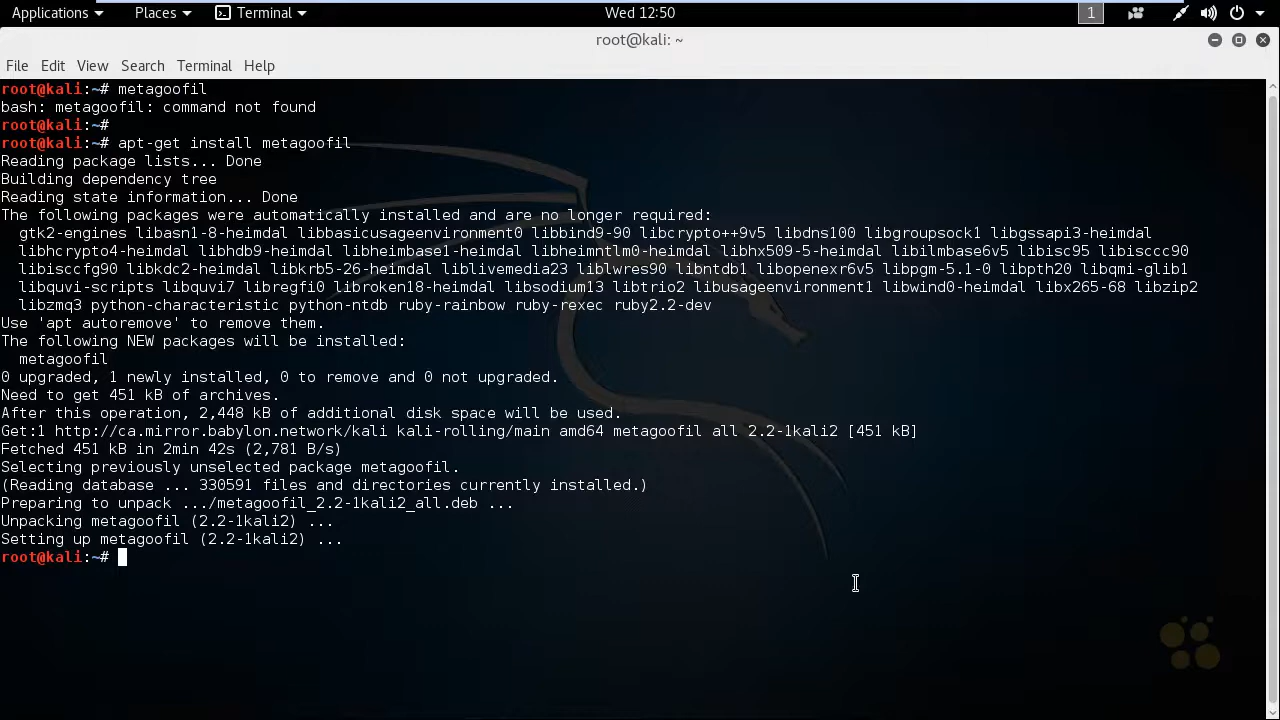 Applications Places Terminal Wed 12:50 1
root@kali: ~
File Edit View Search Terminal Help
root@kali:~# metagoofil
bash: metagoofil: command not found
root@kali:~#
root@kali:~# apt-get install metagoofil
Reading package lists... Done
Building dependency tree
Reading state information... Done
The following packages were automatically installed and are no longer required:
gtk2-engines libasn1-8-heimdal libbasicusageenvironment0 libbind9-90 libcrypto++9v5 libdns100 libgroupsock1 libgssapi3-heimdal
libhcrypto4-heimdal libhdb9-heimdal libheimbase1-heimdal libheimntlm0-heimdal libhx509-5-heimdal libilmbase6v5 libisc95 libisccc90
libisccfg90 libkdc2-heimdal libkrb5-26-heimdal liblivemedia23 liblwres90 libntdb1 libopenexr6v5 libpgm-5.1-0 libpth20 libqmi-glib1
libquvi-scripts libquvi7 libregfi0 libroken18-heimdal libsodium13 libtrio2 libusageenvironment1 libwind0-heimdal libx265-68 libzip2
libzmq3 python-characteristic python-ntdb ruby-rainbow ruby-rexec ruby2.2-dev
Use 'apt autoremove' to remove them.
The following NEW packages will be installed:
metagoofil
0 upgraded, 1 newly installed, 0 to remove and 0 not upgraded.
Need to get 451 kB of archives.
After this operation, 2,448 kB of additional disk space will be used.
Get:1 http://ca.mirror.babylon.network/kali kali-rolling/main amd64 metagoofil all 2.2-1kali2 [451 kB]
Fetched 451 kB in 2min 42s (2,781 B/s)
Selecting previously unselected package metagoofil.
(Reading database ... 330591 files and directories currently installed.)
Preparing to unpack .../metagoofil_2.2-1kali2_all.deb ...
Unpacking metagoofil (2.2-1kali2) ...
Setting up metagoofil (2.2-1kali2) ...
root@kali:~#